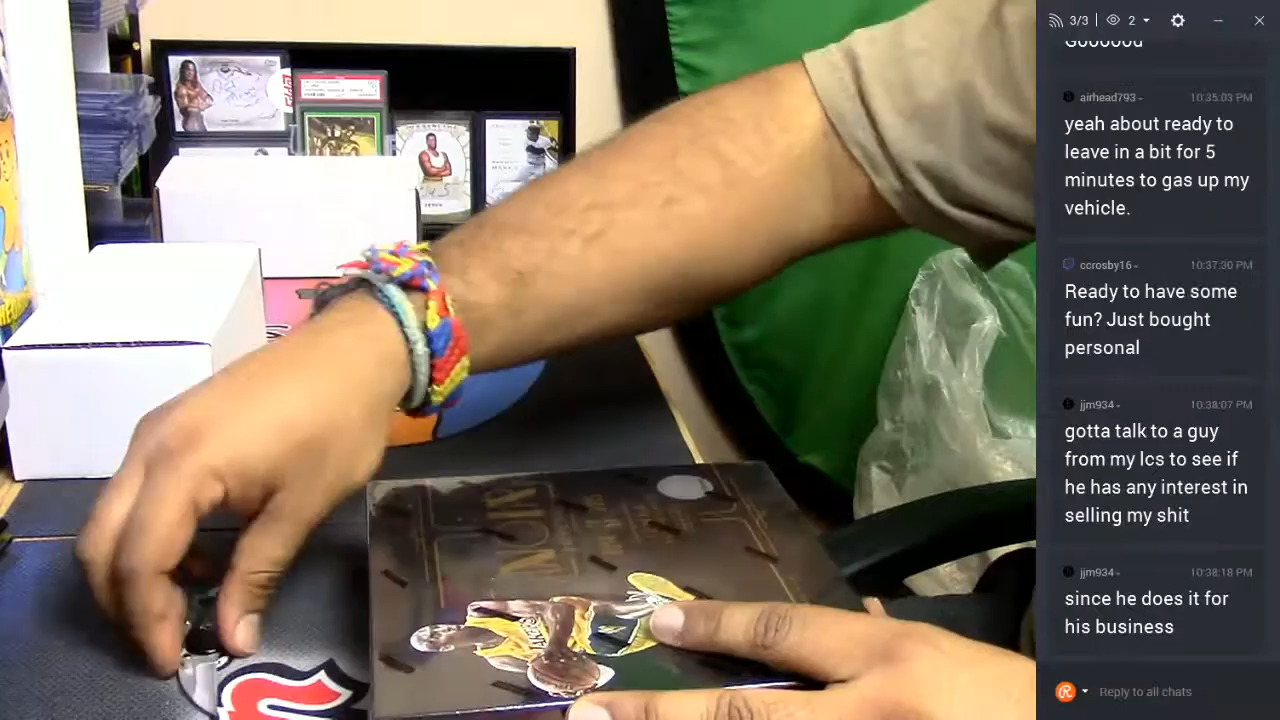 3/3
2
Gooooou
airhead793
10:35:03 PM
yeah about ready to
leave in a bit for 5
minutes to gas up my
vehicle.
ccrosby16
10:37:30 PM
Ready to have some
fun? Just bought
personal
jjm934
10:38:07 PM
gotta talk to a guy
from my lcs to see if
he has any interest in
selling my shit
jjm934
10:38:18 PM
since he does it for
his business
Reply to all chats